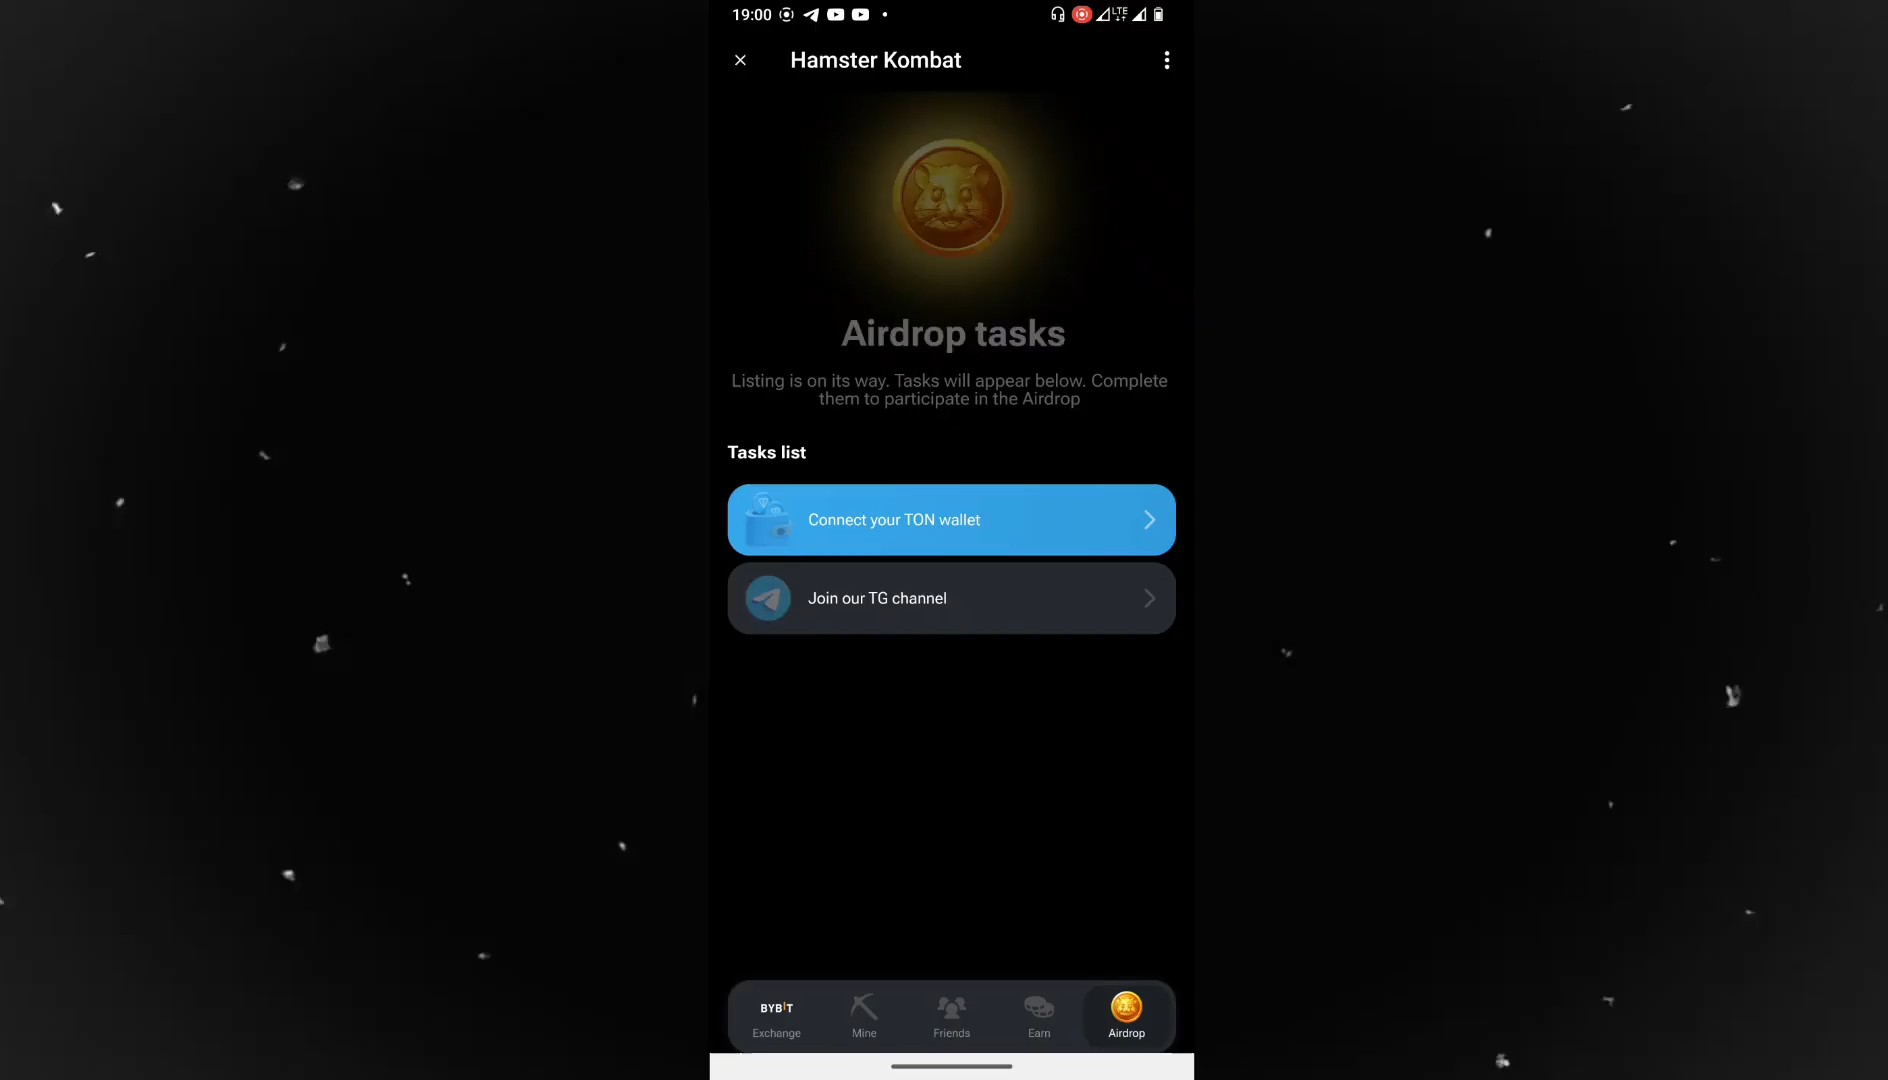 19:00
LTE
Hamster Kombat
Airdrop tasks
Listing is on its way. Tasks will appear below. Complete
them to participate in the Airdrop
Tasks list
Connect your TON wallet
Join our TG channel
BYBIT
Exchange
Mine
Friends
Earn
Airdrop